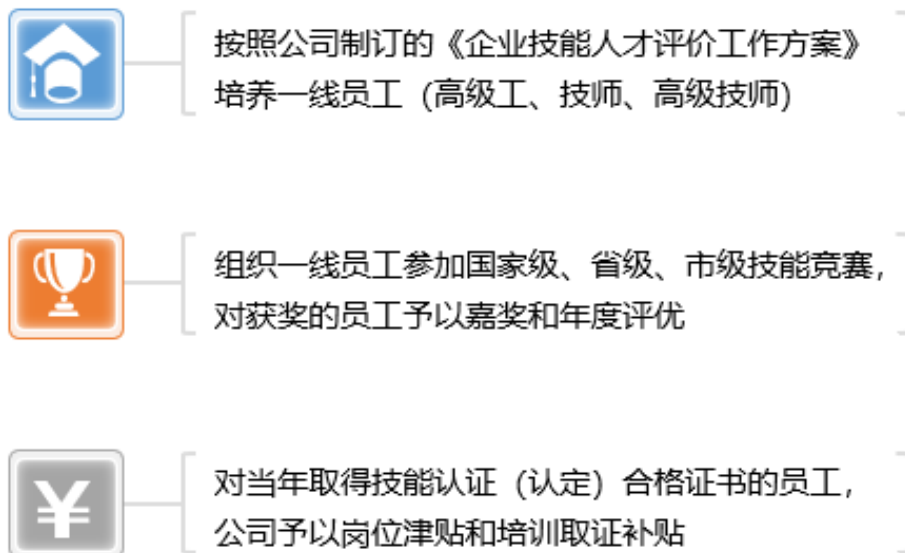 按照公司制订的《企业技能人才评价工作方案》
培养一线员工（高级工、技师、高级技师）
组织一线员工参加国家级、省级、市级技能竞赛，
对获奖的员工予以嘉奖和年度评优
¥
对当年取得技能认证（认定）合格证书的员工，
公司予以岗位津贴和培训取证补贴